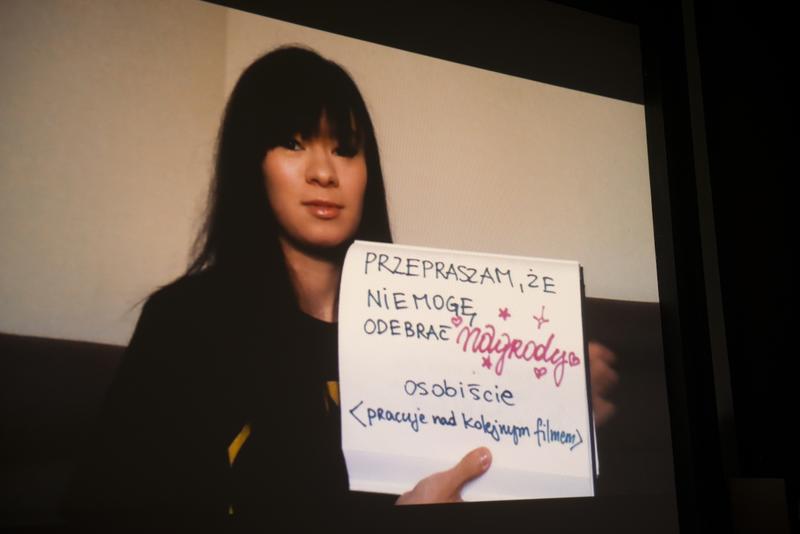 PRZEPRASZAM, ŻE
NIE MOGĘ
ODEBRAĆ nagrody
osobiście
<pracuję nad kolejnym filmem>